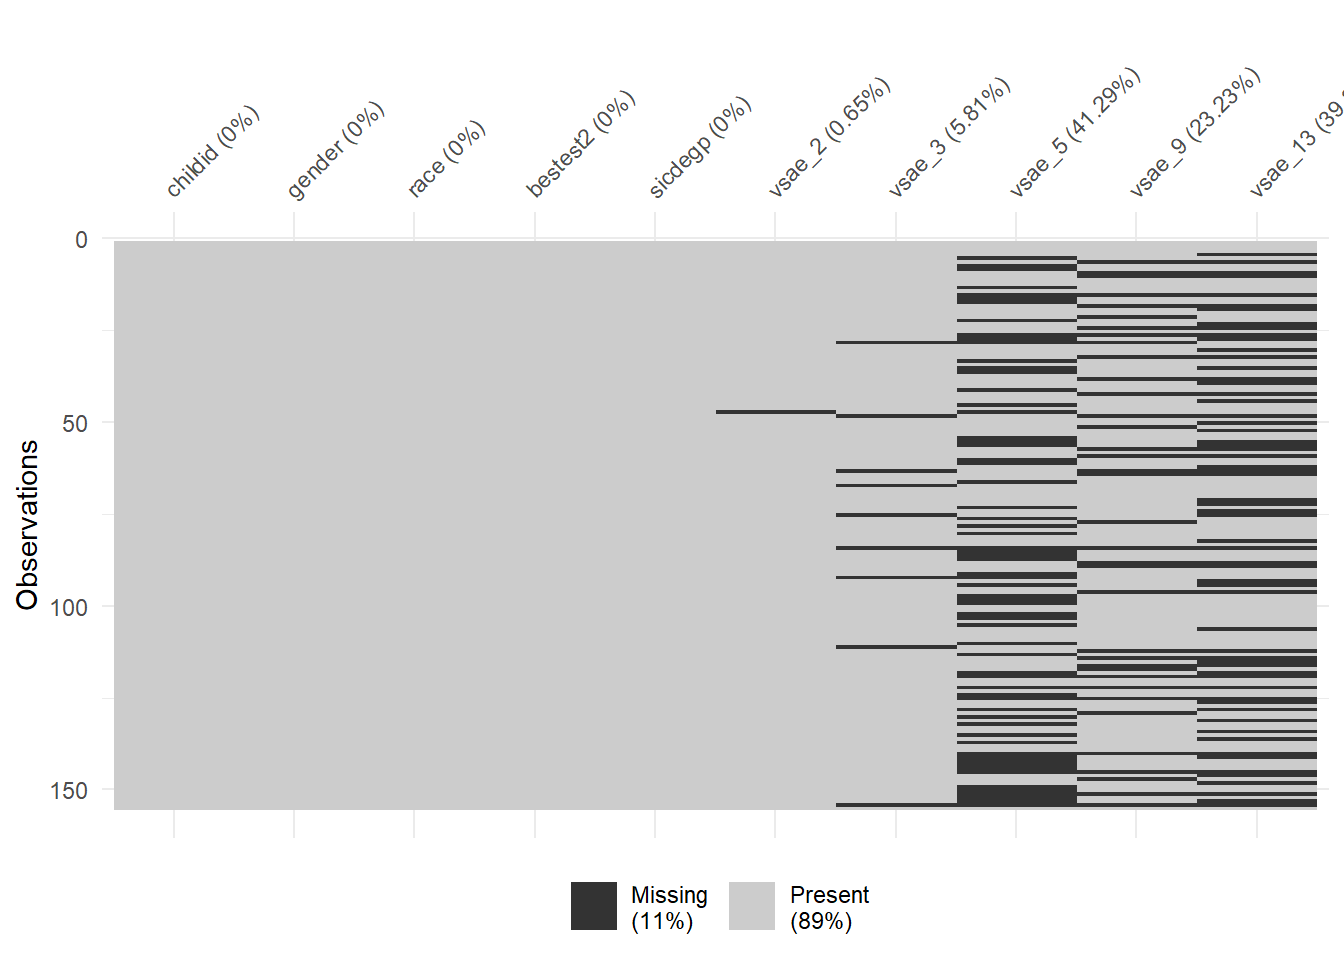 childid (0%)
gender (0%)
race (0%)
bestest2 (0%)
sicdegp (0%)
vsae_2 (0.65%)
vsae_3 (5.81%)
vsae_5 (41.29%)
vsae_9 (23.23%)
vsae_13 (39.
0
50
100
150
Observations
Missing
(11%)
Present
(89%)